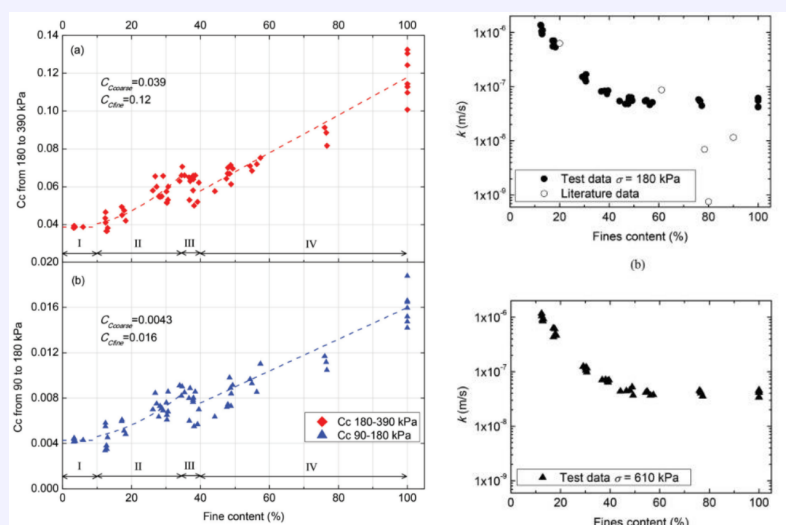 0 20 40 60 80 100
(a)
C_Ccoarse=0.039
C_Cfine=0.12
Cc from 180 to 390 kPa
0.14
0.12
0.10
0.08
0.06
0.04
0.02
I II III IV
(b)
C_Ccoarse=0.0043
C_Cfine=0.016
Cc from 90 to 180 kPa
0.020
0.016
0.012
0.008
0.004
0.000
Cc 180-390 kPa
Cc 90-180 kPa
I II III IV
0 20 40 60 80 100
Fine content (%)
k (m/s)
1x10⁻⁶
1x10⁻⁷
1x10⁻⁸
1x10⁻⁹
Test data σ = 180 kPa
Literature data
0 20 40 60 80 100
Fines content (%)
(b)
k (m/s)
1x10⁻⁶
1x10⁻⁷
1x10⁻⁸
1x10⁻⁹
Test data σ = 610 kPa
0 20 40 60 80 100
Fines content (%)